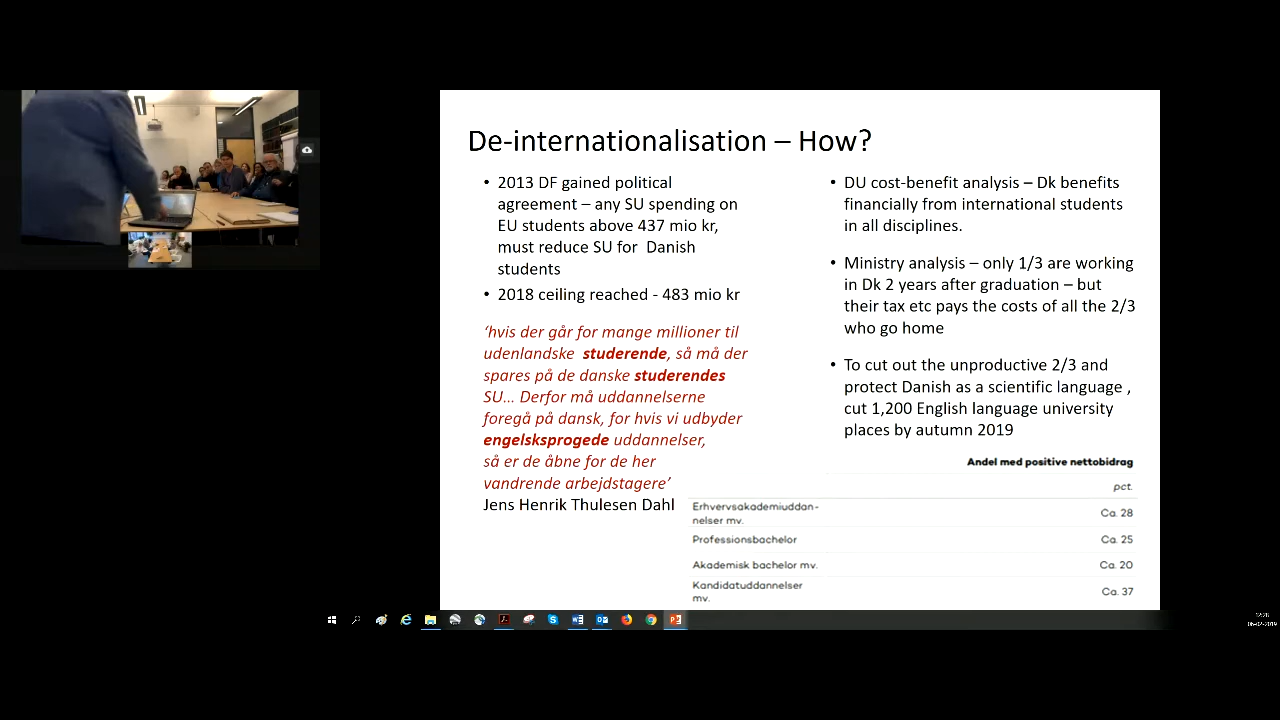 De-internationalisation – How?
• 2013 DF gained political
agreement – any SU spending on
EU students above 437 mio kr,
must reduce SU for Danish
students
• 2018 ceiling reached - 483 mio kr
‘hvis der går for mange millioner til
udenlandske studerende, så må der
spares på de danske studerendes
SU… Derfor må uddannelserne
foregå på dansk, for hvis vi udbyder
engelsksprogede uddannelser,
så er de åbne for de her
vandrende arbejdstagere’
Jens Henrik Thulesen Dahl
• DU cost-benefit analysis – Dk benefits
financially from international students
in all disciplines.
• Ministry analysis – only 1/3 are working
in Dk 2 years after graduation – but
their tax etc pays the costs of all the 2/3
who go home
• To cut out the unproductive 2/3 and
protect Danish as a scientific language ,
cut 1,200 English language university
places by autumn 2019
Andel med positive nettobidrag
pct.
Erhvervsakademiuddan-
nelser mv.
Ca. 28
Professionsbachelor Ca. 25
Akademisk bachelor mv. Ca. 20
Kandidatuddannelser
mv.
Ca. 37
12:28
06-02-2019